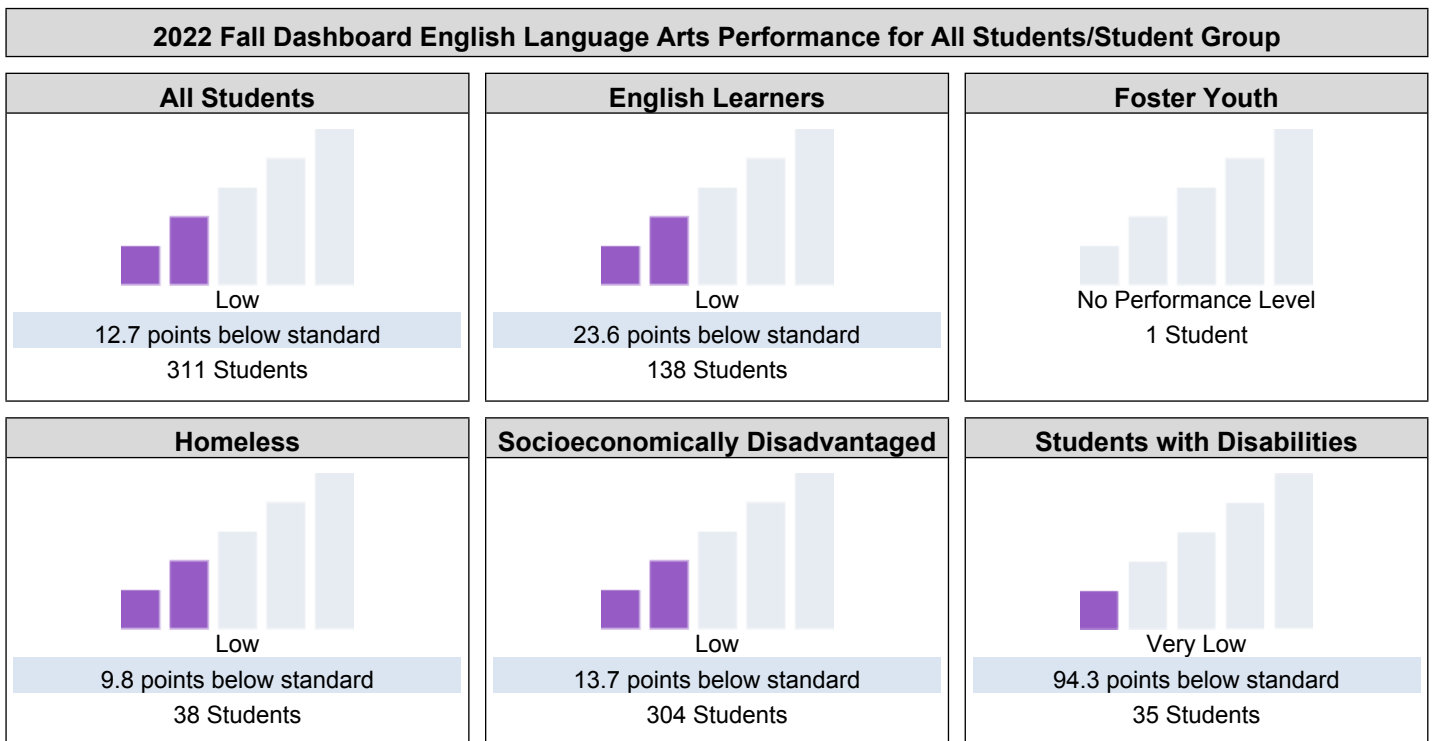 2022 Fall Dashboard English Language Arts Performance for All Students/Student Group
All Students
Low
12.7 points below standard
311 Students
English Learners
Low
23.6 points below standard
138 Students
Foster Youth
No Performance Level
1 Student
Homeless
Low
9.8 points below standard
38 Students
Socioeconomically Disadvantaged
Low
13.7 points below standard
304 Students
Students with Disabilities
Very Low
94.3 points below standard
35 Students